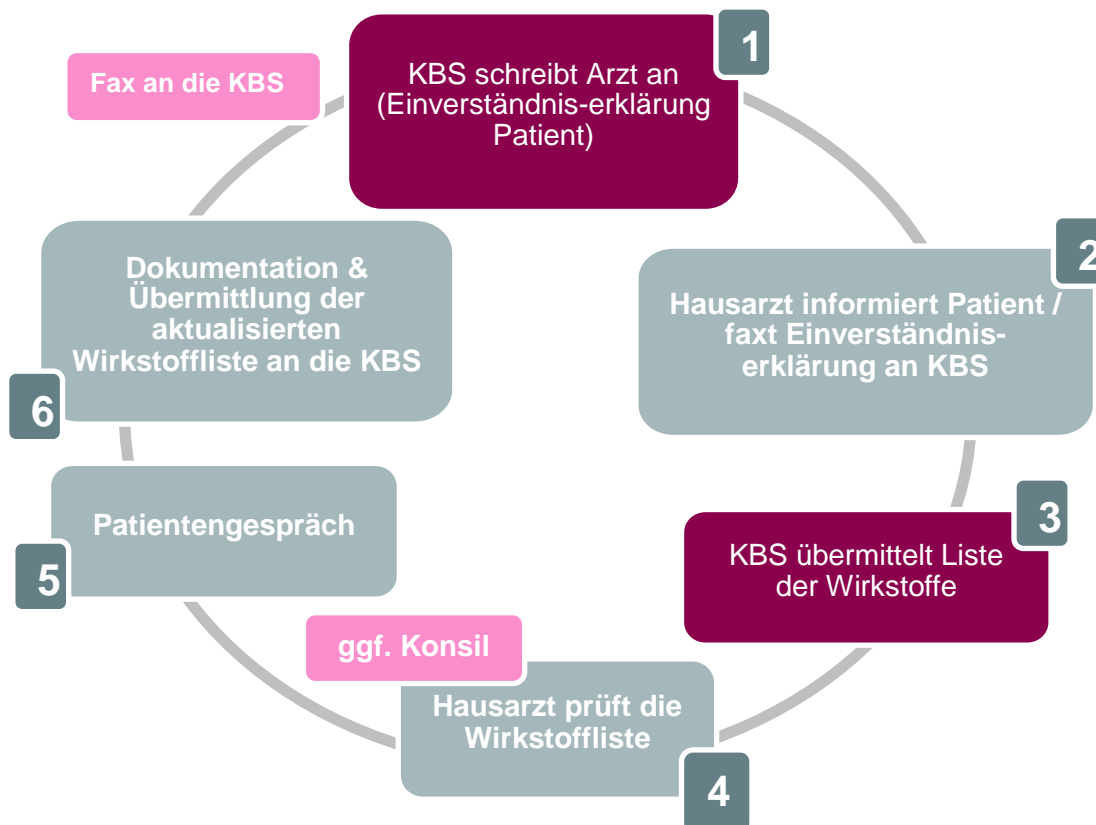 1
KBS schreibt Arzt an
(Einverständnis-erklärung
Patient)
Fax an die KBS
2
Hausarzt informiert Patient /
faxt Einverständnis-
erklärung an KBS
3
KBS übermittelt Liste
der Wirkstoffe
ggf. Konsil
Hausarzt prüft die
Wirkstoffliste
4
Patientengespräch
5
Dokumentation &
Übermittlung der
aktualisierten
Wirkstoffliste an die KBS
6